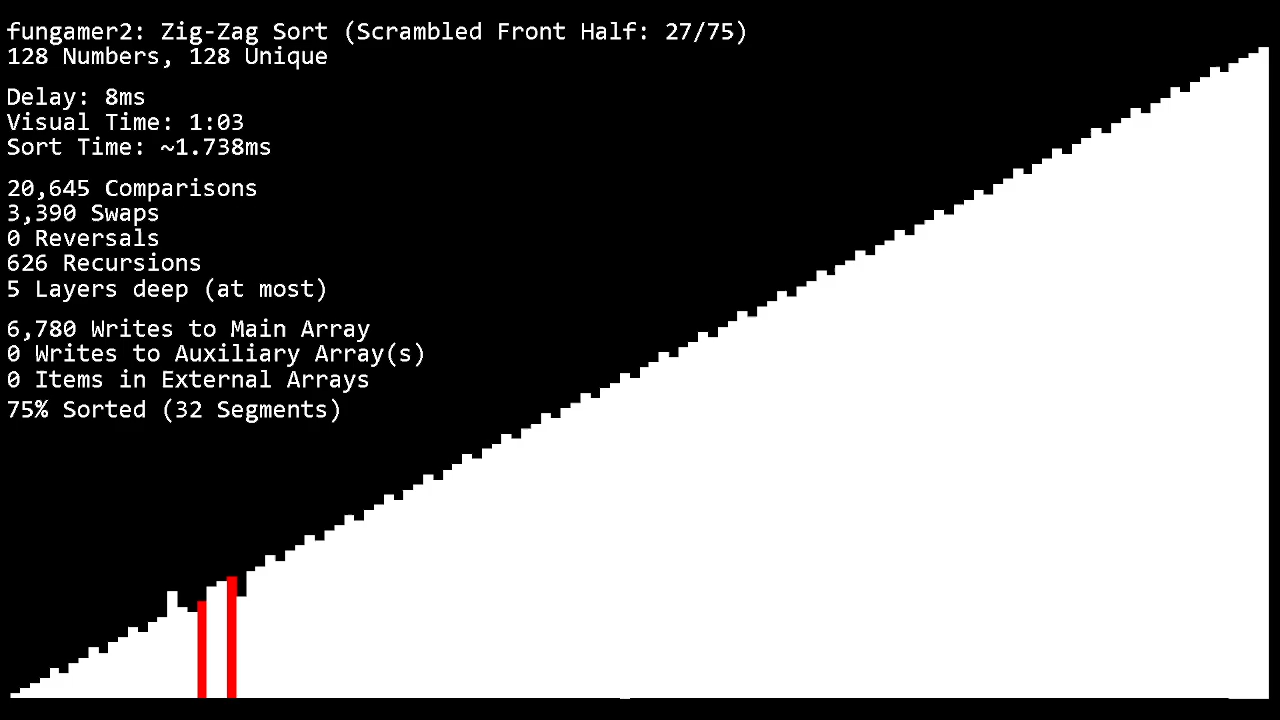 fungamer2: Zig-Zag Sort (Scrambled Front Half: 27/75)
128 Numbers, 128 Unique
Delay: 8ms
Visual Time: 1:03
Sort Time: ~1.738ms
20,645 Comparisons
3,390 Swaps
0 Reversals
626 Recursions
5 Layers deep (at most)
6,780 Writes to Main Array
0 Writes to Auxiliary Array(s)
0 Items in External Arrays
75% Sorted (32 Segments)